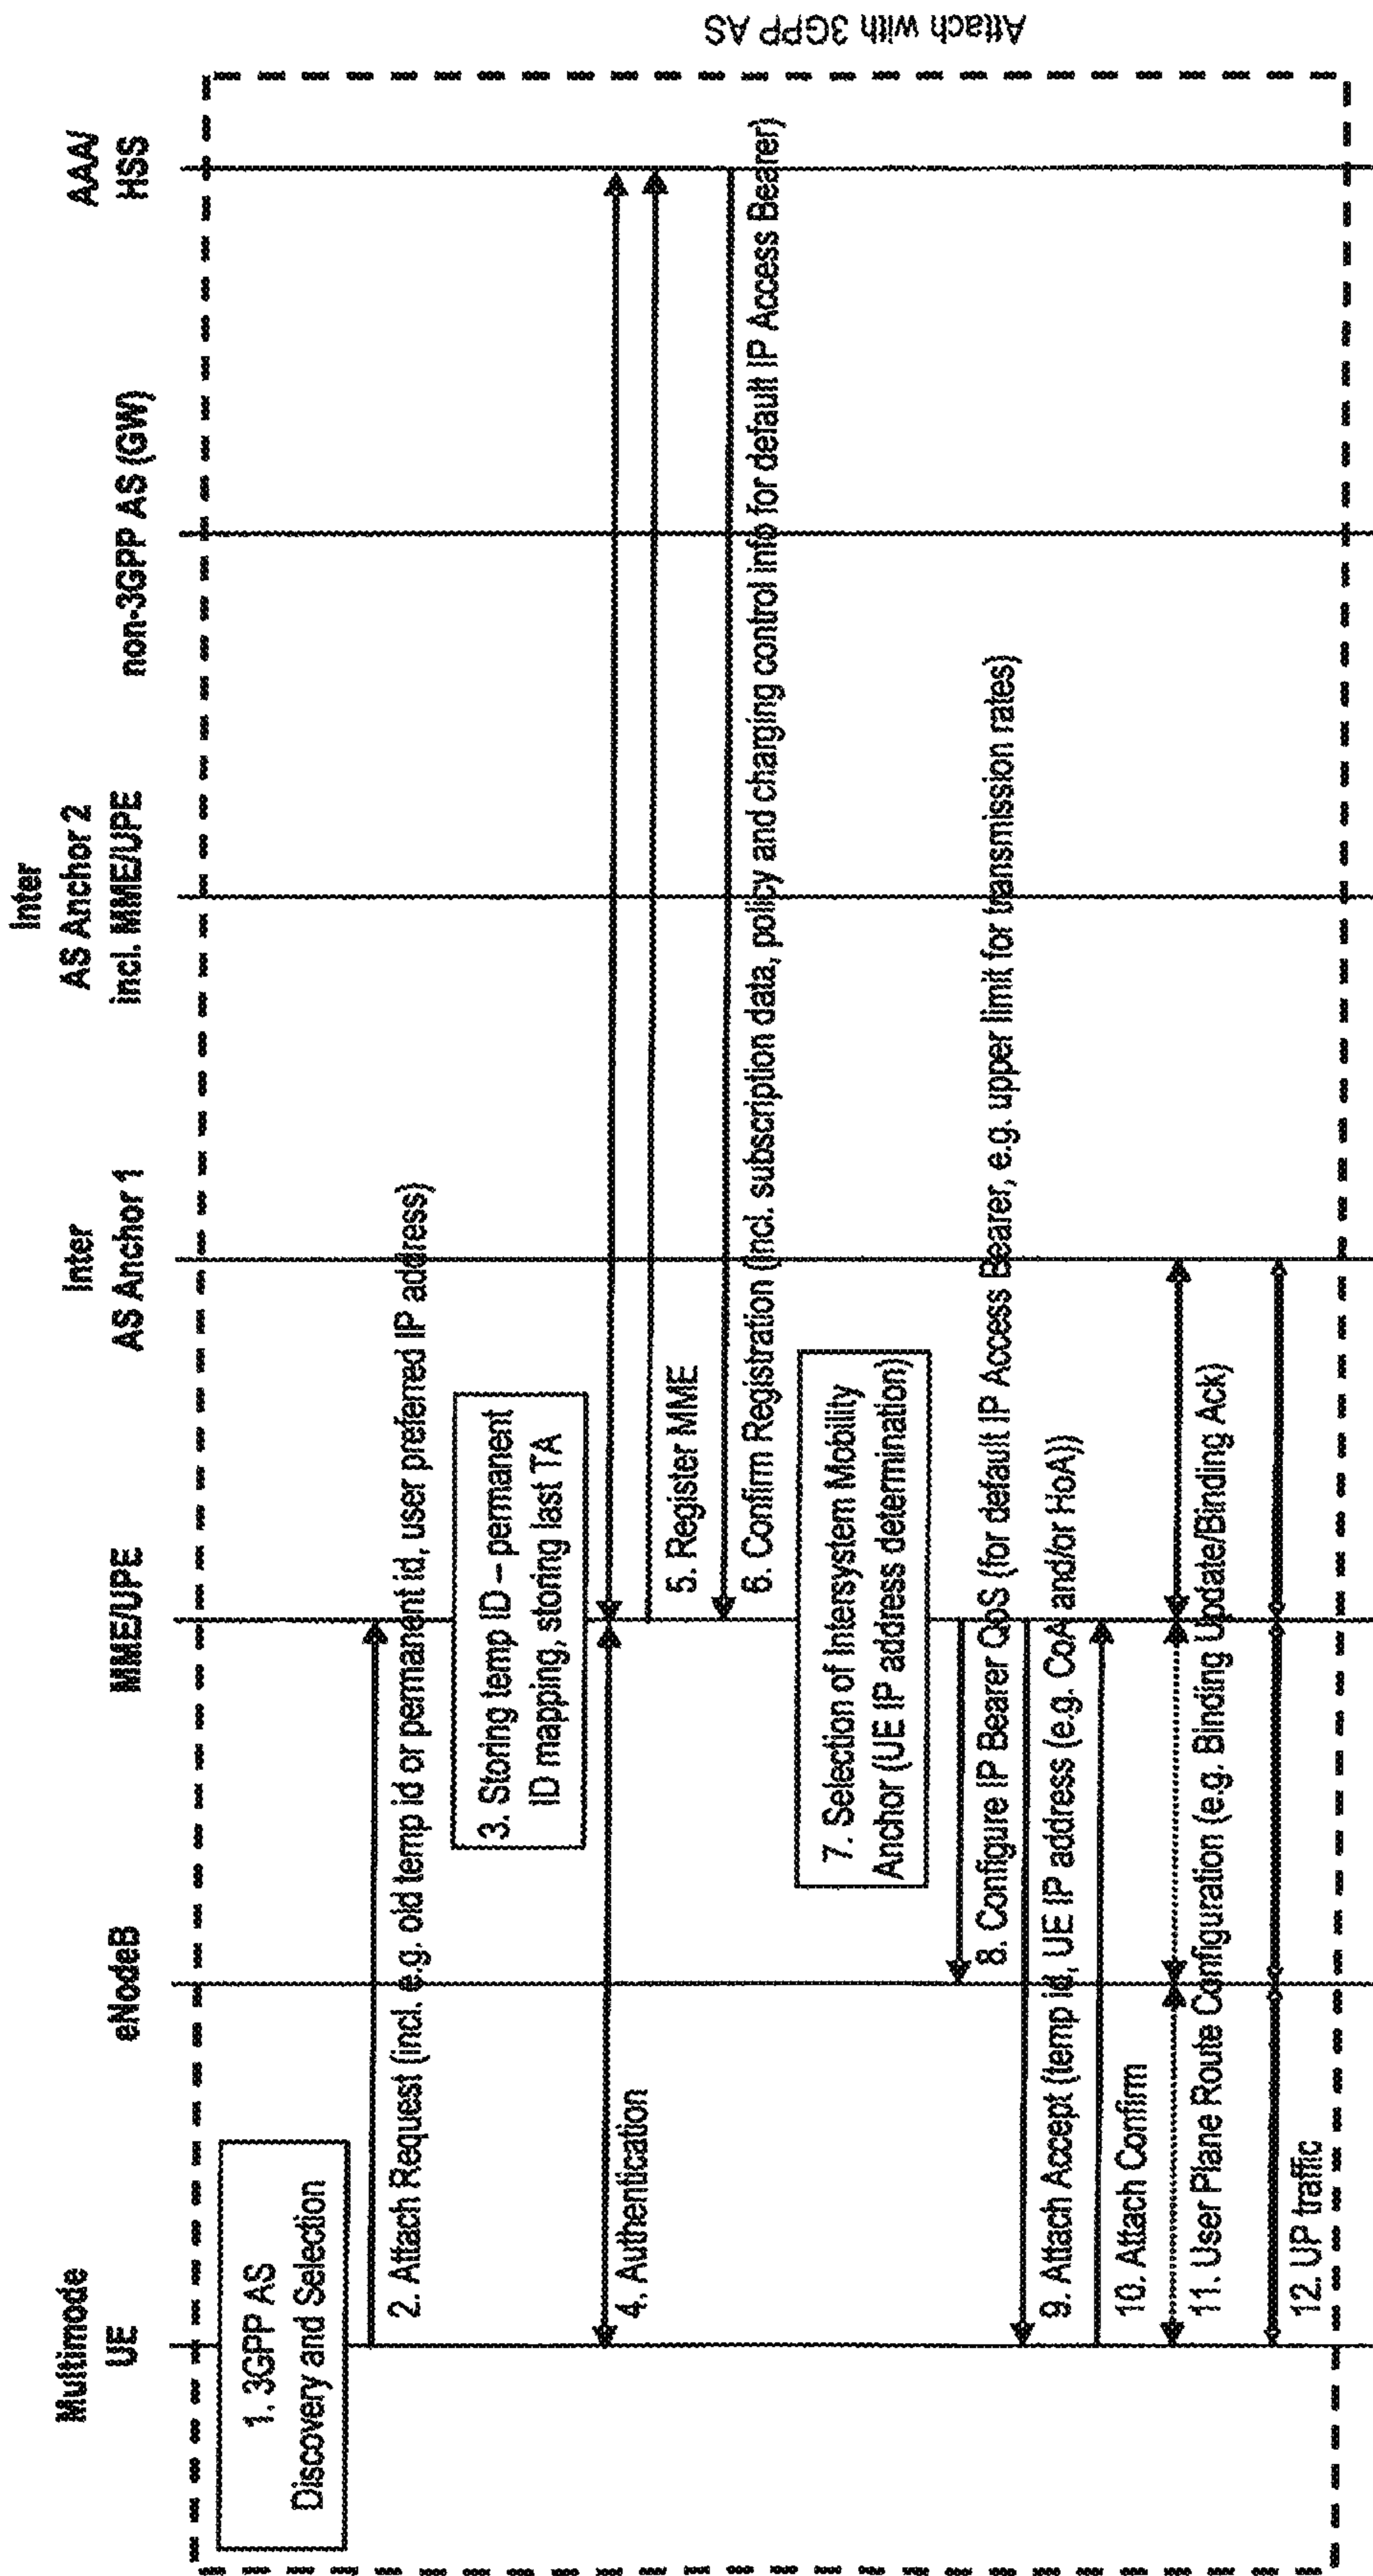 Multimode
UE
eNodeB
MME/UPE
Inter
AS Anchor 1
Inter
AS Anchor 2
incl. MME/UPE
non-3GPP AS (GW)
AAA/
HSS
1. 3GPP AS
Discovery and Selection
2. Attach Request (incl. e.g. old temp id or permanent id, user preferred IP address)
3. Storing temp ID – permanent
ID mapping, storing last TA
4. Authentication
5. Register MME
6. Confirm Registration (incl. subscription data, policy and charging control info for default IP Access Bearer)
7. Selection of Intersystem Mobility
Anchor (UE IP address determination)
8. Configure IP Bearer QoS (for default IP Access Bearer, e.g. upper limit for transmission rates)
9. Attach Accept (temp id, UE IP address (e.g. CoA and/or HoA))
10. Attach Confirm
11. User Plane Route Configuration (e.g. Binding Update/Binding Ack)
12. UP traffic
Attach with 3GPP AS